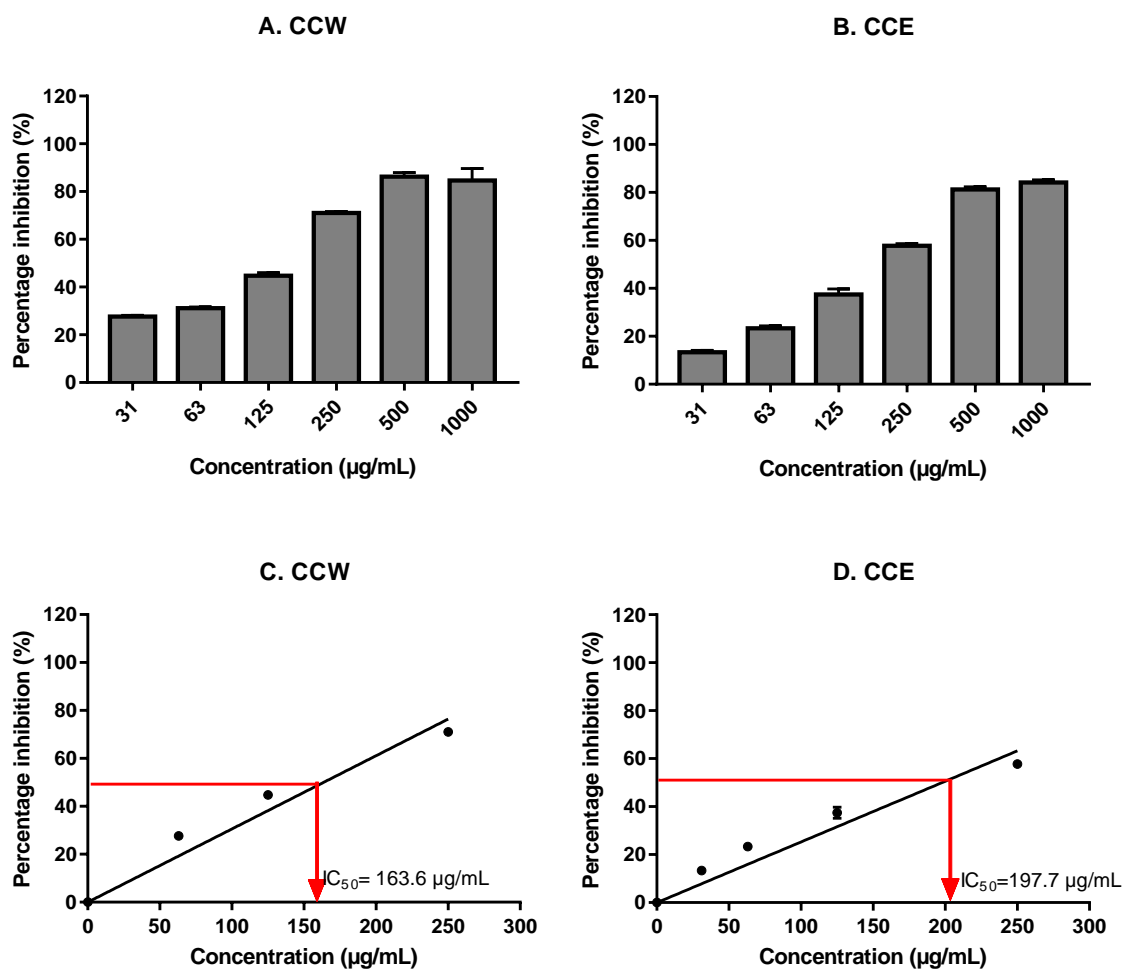 A. CCW
Percentage inhibition (%)
120
100
80
60
40
20
0
31
63
125
250
500
1000
Concentration (µg/mL)
B. CCE
Percentage inhibition (%)
120
100
80
60
40
20
0
31
63
125
250
500
1000
Concentration (µg/mL)
C. CCW
Percentage inhibition (%)
120
100
80
60
40
20
0
IC50= 163.6 µg/mL
0 50 100 150 200 250 300
Concentration (µg/mL)
D. CCE
Percentage inhibition (%)
120
100
80
60
40
20
0
IC50=197.7 µg/mL
0 50 100 150 200 250 300
Concentration (µg/mL)